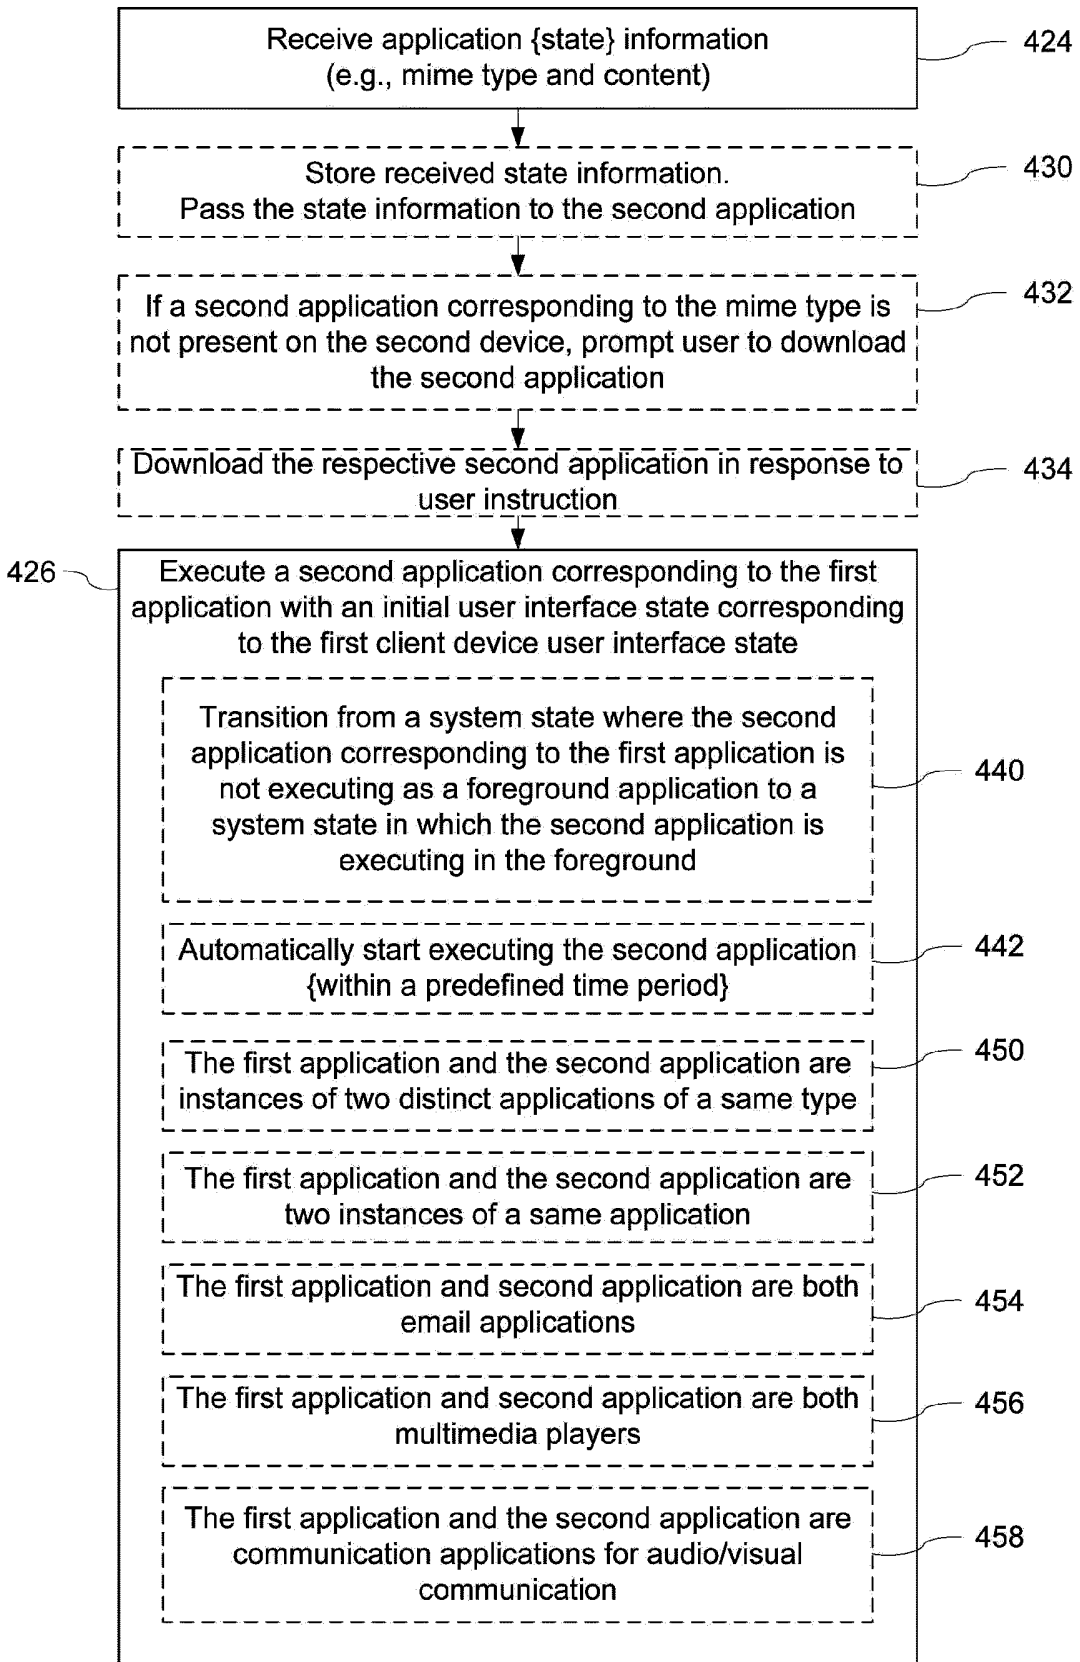 Receive application {state} information
(e.g., mime type and content)
424
Store received state information.
Pass the state information to the second application
430
If a second application corresponding to the mime type is
not present on the second device, prompt user to download
the second application
432
Download the respective second application in response to
user instruction
434
426
Execute a second application corresponding to the first
application with an initial user interface state corresponding
to the first client device user interface state
Transition from a system state where the second
application corresponding to the first application is
not executing as a foreground application to a
system state in which the second application is
executing in the foreground
440
Automatically start executing the second application
{within a predefined time period}
442
The first application and the second application are
instances of two distinct applications of a same type
450
The first application and the second application are
two instances of a same application
452
The first application and second application are both
email applications
454
The first application and second application are both
multimedia players
456
The first application and the second application are
communication applications for audio/visual
communication
458